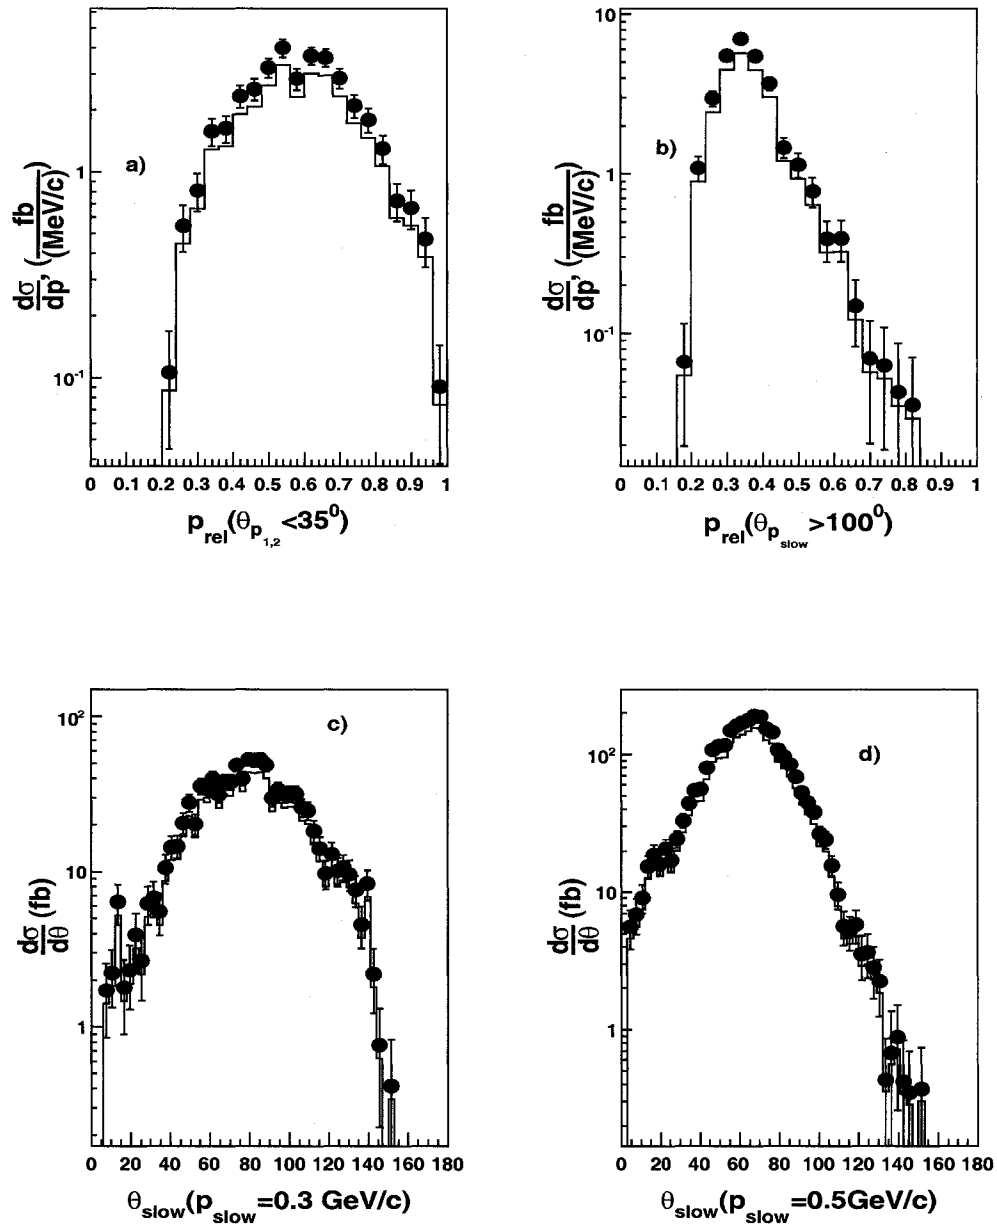 a)
1
10^-1
dσ/dp, (fb/(MeV/c))
0 0.1 0.2 0.3 0.4 0.5 0.6 0.7 0.8 0.9 1
p_rel(θ_p_1,2 <35^0)
10
b)
1
10^-1
dσ/dp, (fb/(MeV/c))
0 0.1 0.2 0.3 0.4 0.5 0.6 0.7 0.8 0.9 1
p_rel(θ_p_slow >100^0)
10^2
c)
10
1
dσ/dθ (fb)
0 20 40 60 80 100 120 140 160 180
θ_slow(p_slow=0.3 GeV/c)
10^2
d)
10
1
dσ/dθ (fb)
0 20 40 60 80 100 120 140 160 180
θ_slow(p_slow=0.5GeV/c)